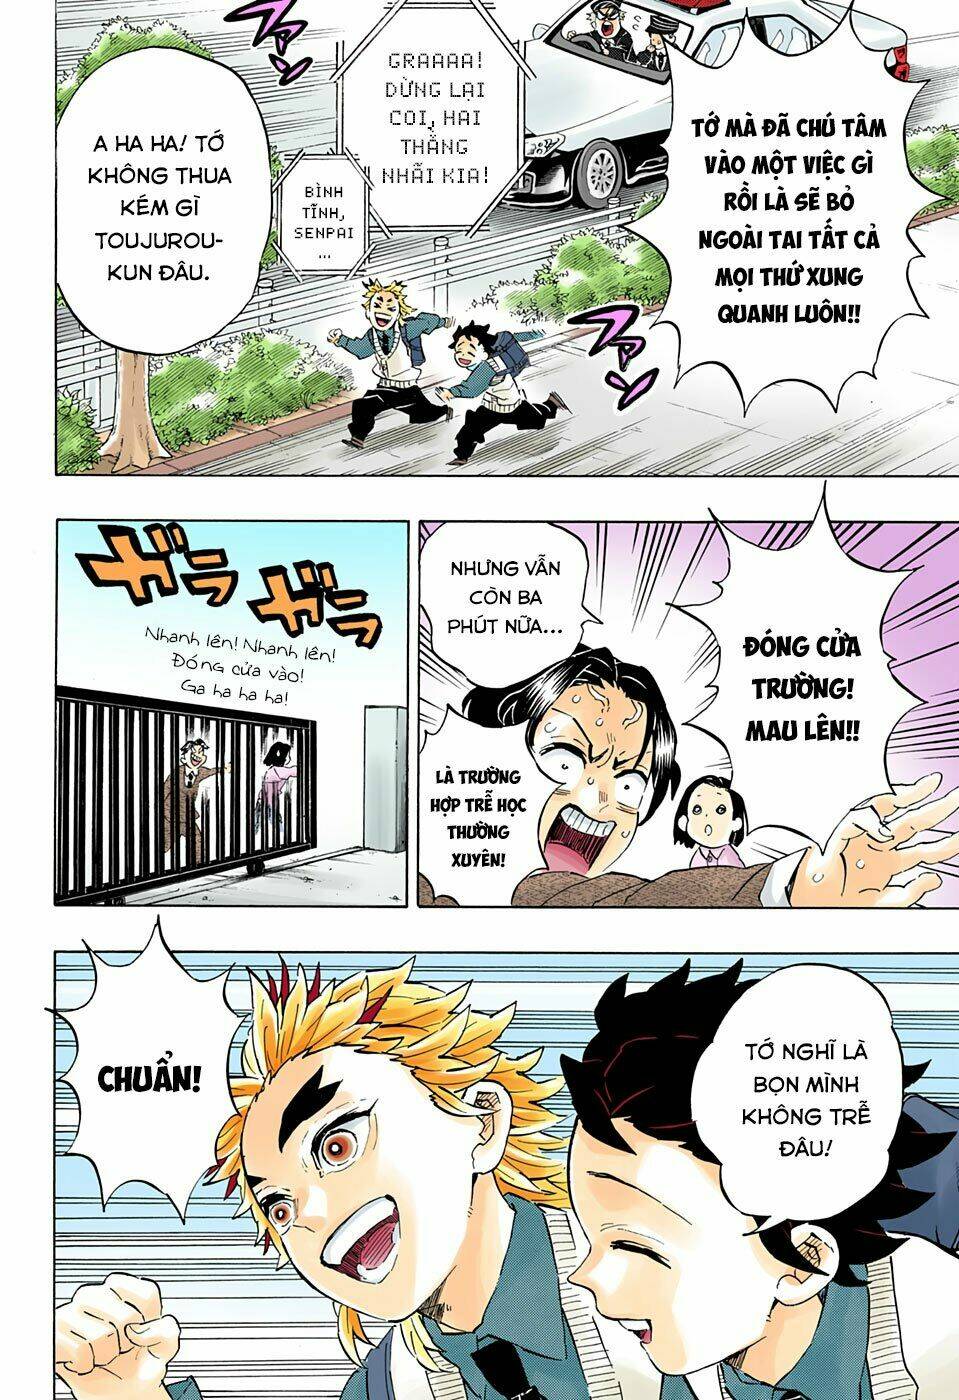 TỚ MÀ ĐÃ CHÚ TÂM
VÀO MỘT VIỆC GÌ
RỒI LÀ SẼ BỎ
NGOÀI TAI TẤT CẢ
MỌI THỨ XUNG
QUANH LUÔN!!
GRAAAA!
DỪNG LẠI
COI, HAI
THẰNG
NHÃI KIA!
BÌNH
TĨNH,
SENPAI
...
A HA HA! TỚ
KHÔNG THUA
KÉM GÌ
TOUJUROU-
KUN ĐÂU.
ĐÓNG CỬA
TRƯỜNG!
MAU LÊN!!
NHƯNG VẪN
CÒN BA
PHÚT NỮA...
LÀ TRƯỜNG
HỢP TRỄ HỌC
THƯỜNG
XUYÊN!
ガラ
ガラ
Nhanh lên! Nhanh lên!
Đóng cửa vào!
Ga ha ha ha!
TỚ NGHĨ LÀ
BỌN MÌNH
KHÔNG TRỄ
ĐÂU!
CHUẨN!